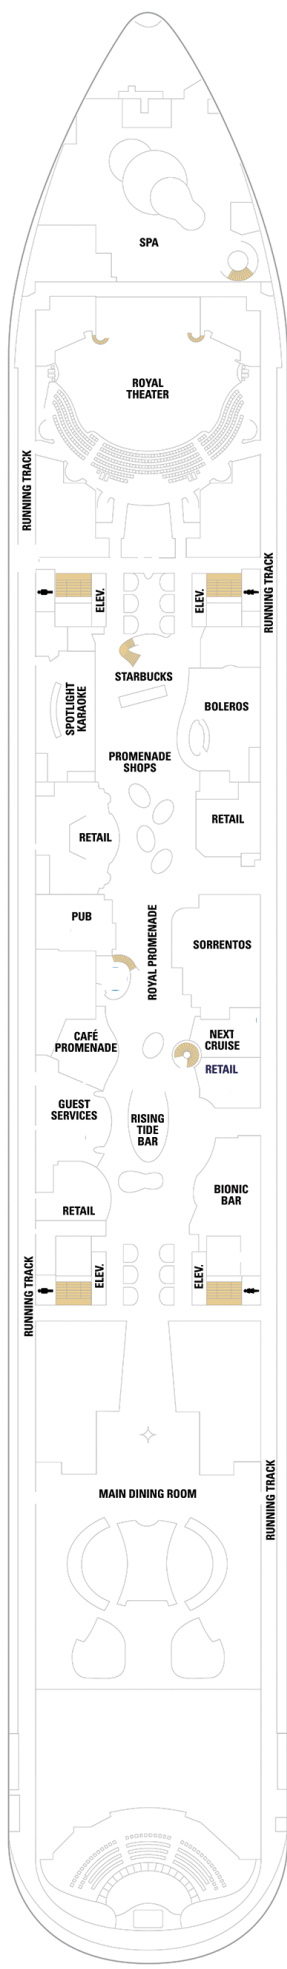 SPA
ROYAL
THEATER
RUNNING TRACK
RUNNING TRACK
ELEV.
ELEV.
STARBUCKS
SPOTLIGHT
KARAOKE
BOLEROS
PROMENADE
SHOPS
RETAIL
RETAIL
PUB
ROYAL PROMENADE
SORRENTOS
CAFÉ
PROMENADE
NEXT
CRUISE
RETAIL
GUEST
SERVICES
RISING
TIDE
BAR
BIONIC
BAR
RETAIL
RUNNING TRACK
ELEV.
ELEV.
MAIN DINING ROOM
RUNNING TRACK